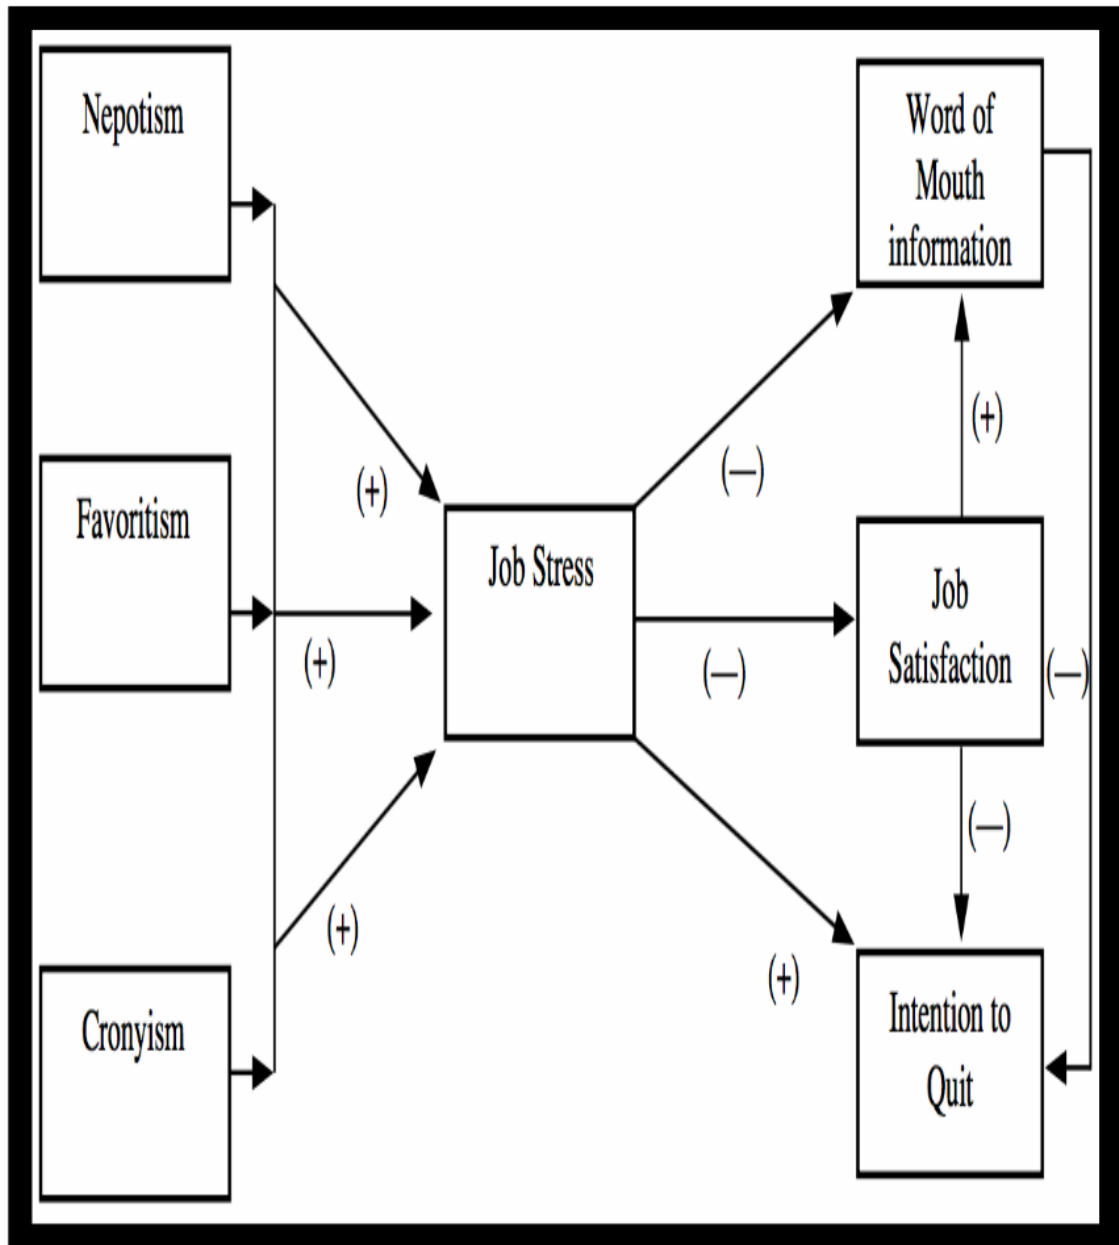 Nepotism
Word of
Mouth
information
(+)
(—)
(+)
Favoritism
Job Stress
Job
Satisfaction
(+)
(—)
(—)
(—)
(+)
(+)
Cronyism
Intention to
Quit